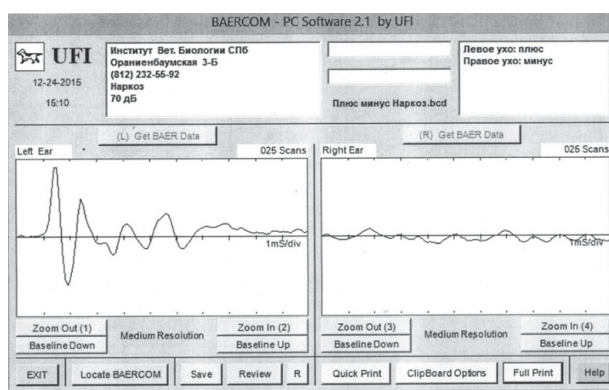 BAERCOM - PC Software 2.1 by UFI
UFI
12-24-2015
15:10
Институт Вет. Биологии СПб
Ораниенбаумская 3-Б
(812) 232-55-92
Наркоз
70 дБ
Плюс минус Наркоз.bcd
Левое ухо: плюс
Правое ухо: минус
(L) Get BAER Data
(R) Get BAER Data
Left Ear
025 Scans
Right Ear
025 Scans
1mS/div
1mS/div
Zoom Out (1)
Medium Resolution
Zoom In (2)
Baseline Down
Baseline Up
Zoom Out (3)
Medium Resolution
Zoom In (4)
Baseline Down
Baseline Up
EXIT
Locate BAERCOM
Save
Review
R
Quick Print
ClipBoard Options
Full Print
Help